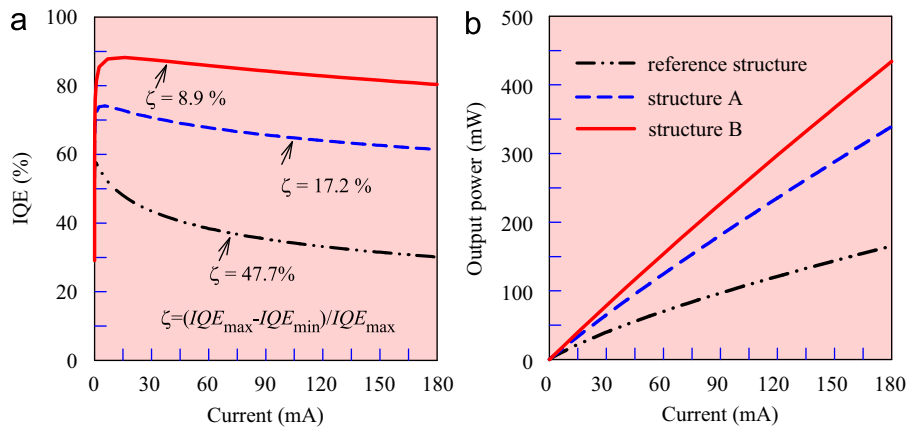 a
100
80
60
40
20
0
IQE (%)
ζ = 8.9 %
ζ = 17.2 %
ζ = 47.7%
ζ=(IQEmax-IQEmin)/IQEmax
0 30 60 90 120 150 180
Current (mA)
b
500
400
300
200
100
0
Output power (mW)
reference structure
structure A
structure B
0 30 60 90 120 150 180
Current (mA)